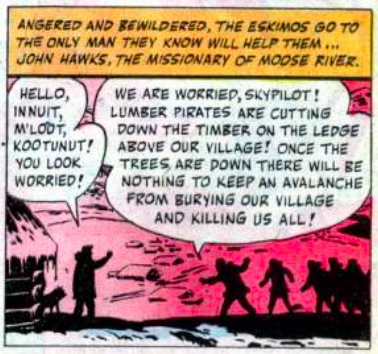 ANGERED AND BEWILDERED, THE ESKIMOS GO TO
THE ONLY MAN THEY KNOW WILL HELP THEM...
JOHN HAWKS, THE MISSIONARY OF MOOSE RIVER.
HELLO,
INNUIT,
M'LOOT,
KOOTUNUT!
YOU LOOK
WORRIED!
WE ARE WORRIED, SKYPILOT!
LUMBER PIRATES ARE CUTTING
DOWN THE TIMBER ON THE LEDGE
ABOVE OUR VILLAGE! ONCE THE
TREES ARE DOWN THERE WILL BE
NOTHING TO KEEP AN AVALANCHE
FROM BURYING OUR VILLAGE
AND KILLING US ALL!